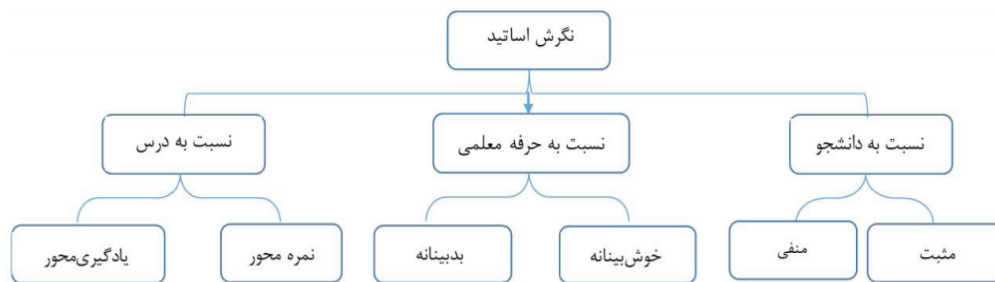 نگرش اساتید
نسبت به دانشجو
نسبت به حرفه معلمی
نسبت به درس
مثبت
منفی
خوش‌بینانه
بدبینانه
نمره محور
یادگیری‌محور